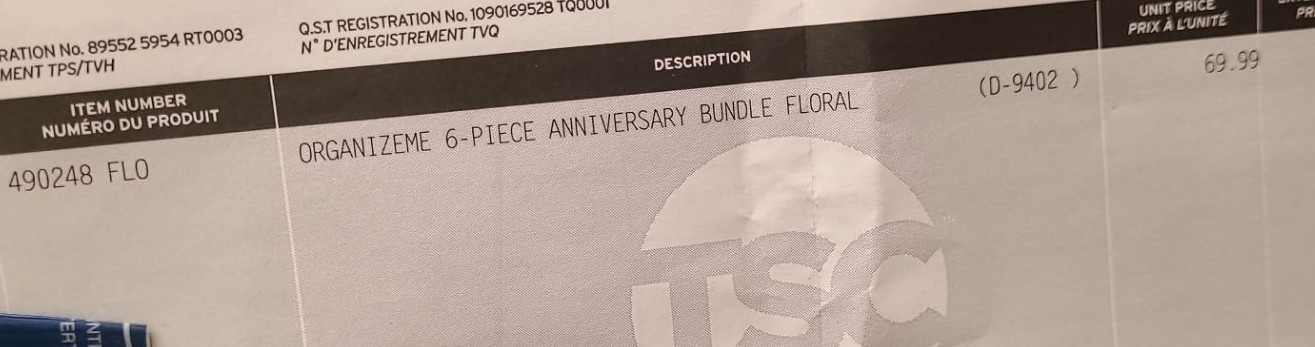 RATION No. 89552 5954 RT0003
MENT TPS/TVH
Q.S.T REGISTRATION No. 1090169528 TQ0001
N° D'ENREGISTREMENT TVQ
ITEM NUMBER
NUMÉRO DU PRODUIT
DESCRIPTION
UNIT PRICE
PRIX À L'UNITÉ
PR
490248 FLO
ORGANIZEME 6-PIECE ANNIVERSARY BUNDLE FLORAL (D-9402 )
69.99
TSC